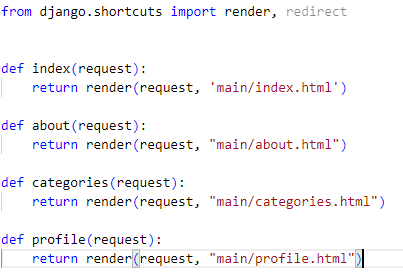 from django.shortcuts import render, redirect
def index(request):
    return render(request, 'main/index.html')
def about(request):
    return render(request, "main/about.html")
def categories(request):
    return render(request, "main/categories.html")
def profile(request):
    return render(request, "main/profile.html")